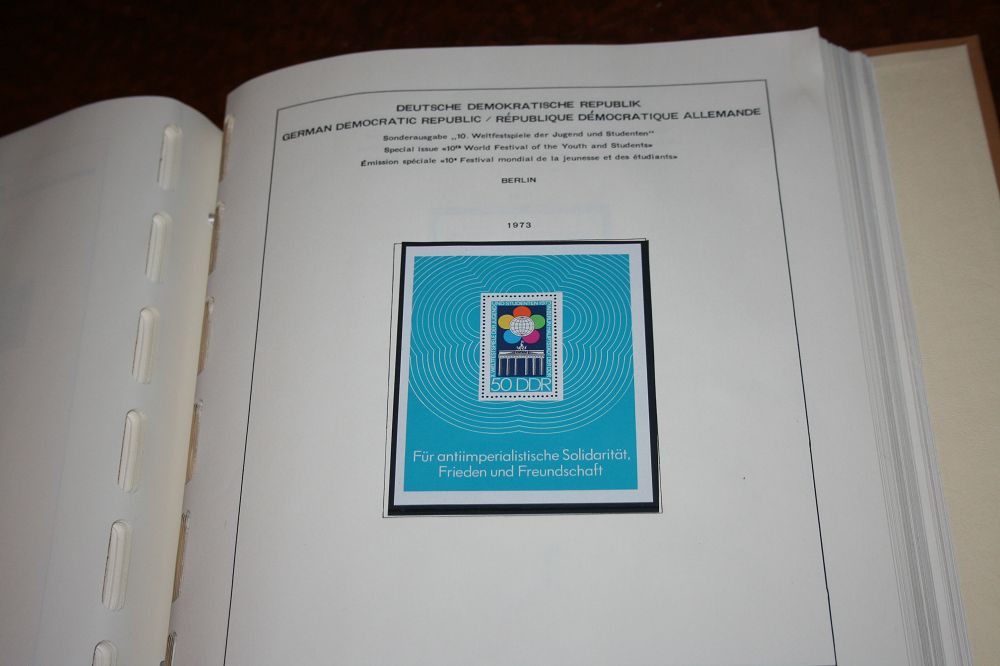 DEUTSCHE DEMOKRATISCHE REPUBLIK
GERMAN DEMOCRATIC REPUBLIC / RÉPUBLIQUE DÉMOCRATIQUE ALLEMANDE
Sonderausgabe „10. Weltfestspiele der Jugend und Studenten"
Special issue «10th World Festival of the Youth and Students»
Émission spéciale «10e Festival mondial de la jeunesse et des étudiants»
BERLIN
1973
50 DDR
Für antiimperialistische Solidarität,
Frieden und Freundschaft